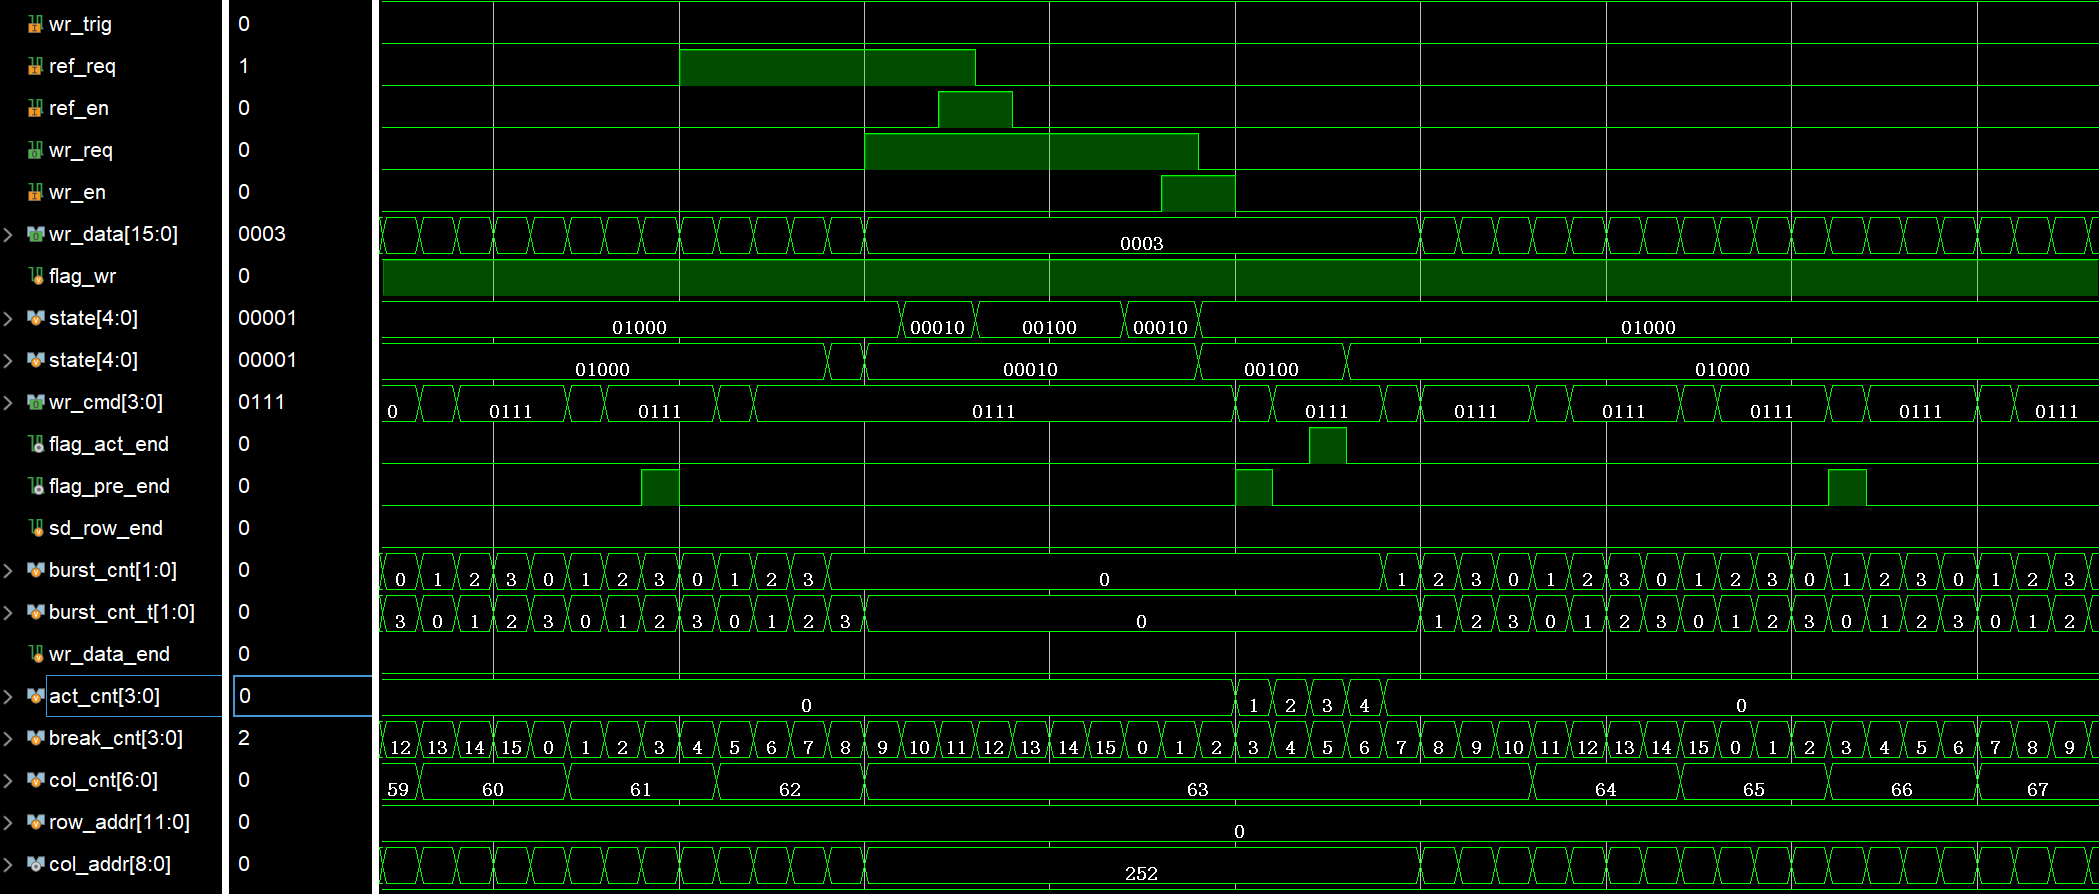 wr_trig 0
ref_req 1
ref_en 0
wr_req 0
wr_en 0
wr_data[15:0] 0003 0003
flag_wr 0
state[4:0] 00001 01000 00010 00100 00010 01000
state[4:0] 00001 01000 00010 00100 01000
wr_cmd[3:0] 0111 0 0111 0111 0111 0111 0111 0111 0111 0111 0111
flag_act_end 0
flag_pre_end 0
sd_row_end 0
burst_cnt[1:0] 0 0 1 2 3 0 1 2 3 0 1 2 3 0 1 2 3 0 1 2 3 0 1 2 3 0 1 2 3 0 1 2 3
burst_cnt_t[1:0] 0 3 0 1 2 3 0 1 2 3 0 1 2 3 0 1 2 3 0 1 2 3 0 1 2 3 0 1 2 3 0 1 2
wr_data_end 0
act_cnt[3:0] 0 0 1 2 3 4 0
break_cnt[3:0] 2 12 13 14 15 0 1 2 3 4 5 6 7 8 9 10 11 12 13 14 15 0 1 2 3 4 5 6 7 8 9 10 11 12 13 14 15 0 1 2 3 4 5 6 7 8 9
col_cnt[6:0] 0 59 60 61 62 63 64 65 66 67
row_addr[11:0] 0 0
col_addr[8:0] 0 252